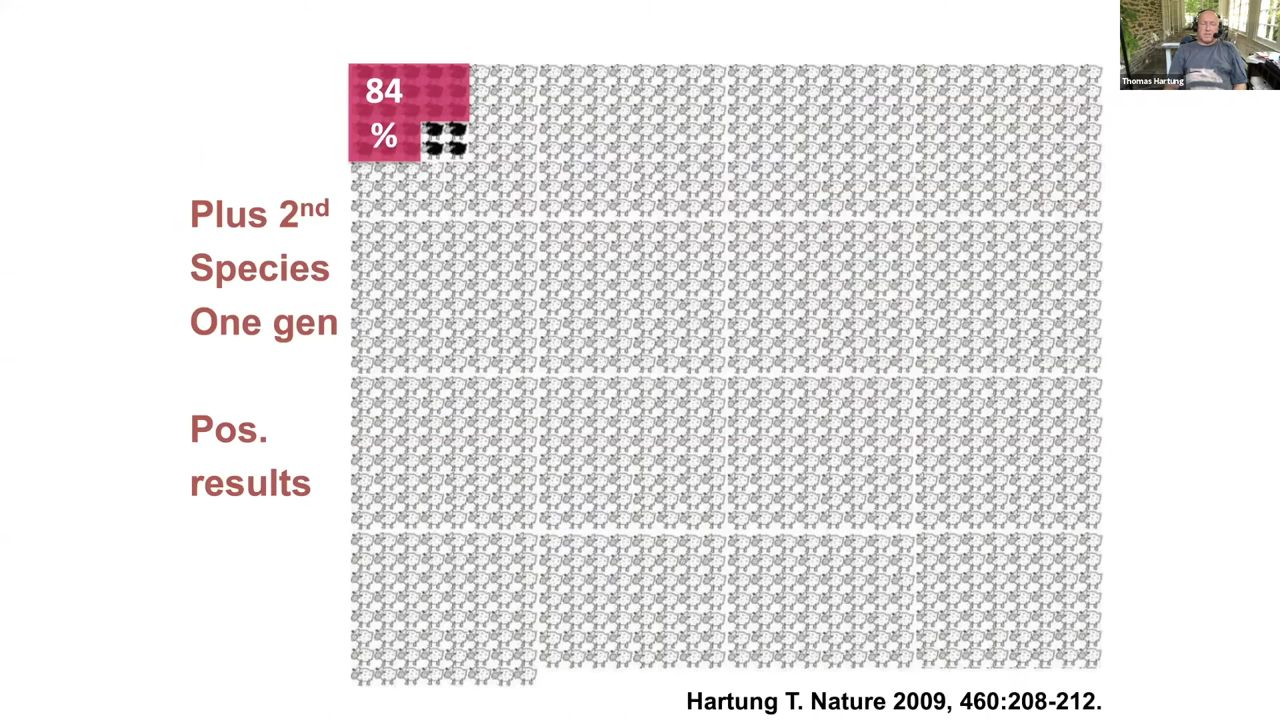 84
%
Thomas Hartung
Plus 2nd
Species
One gen
Pos.
results
Hartung T. Nature 2009, 460:208-212.